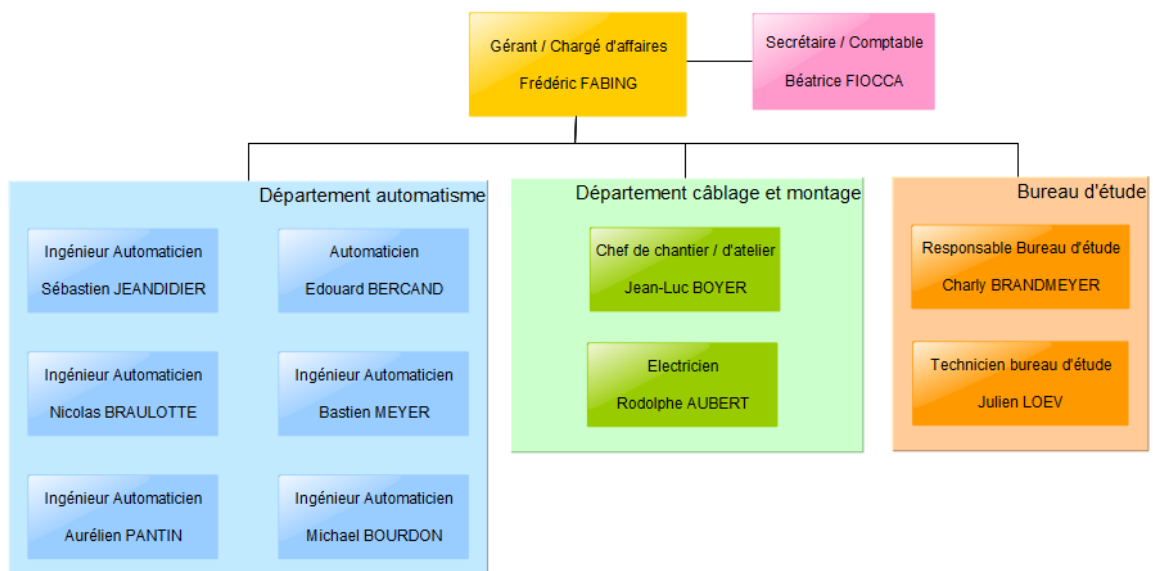 Gérant / Chargé d'affaires
Frédéric FABING
Secrétaire / Comptable
Béatrice FIOCCA
Département automatisme
Ingénieur Automaticien
Sébastien JEANDIDIER
Automaticien
Edouard BERCAND
Ingénieur Automaticien
Nicolas BRAULOTTE
Ingénieur Automaticien
Bastien MEYER
Ingénieur Automaticien
Aurélien PANTIN
Ingénieur Automaticien
Michael BOURDON
Département câblage et montage
Chef de chantier / d'atelier
Jean-Luc BOYER
Electricien
Rodolphe AUBERT
Bureau d'étude
Responsable Bureau d'étude
Charly BRANDMEYER
Technicien bureau d'étude
Julien LOEV